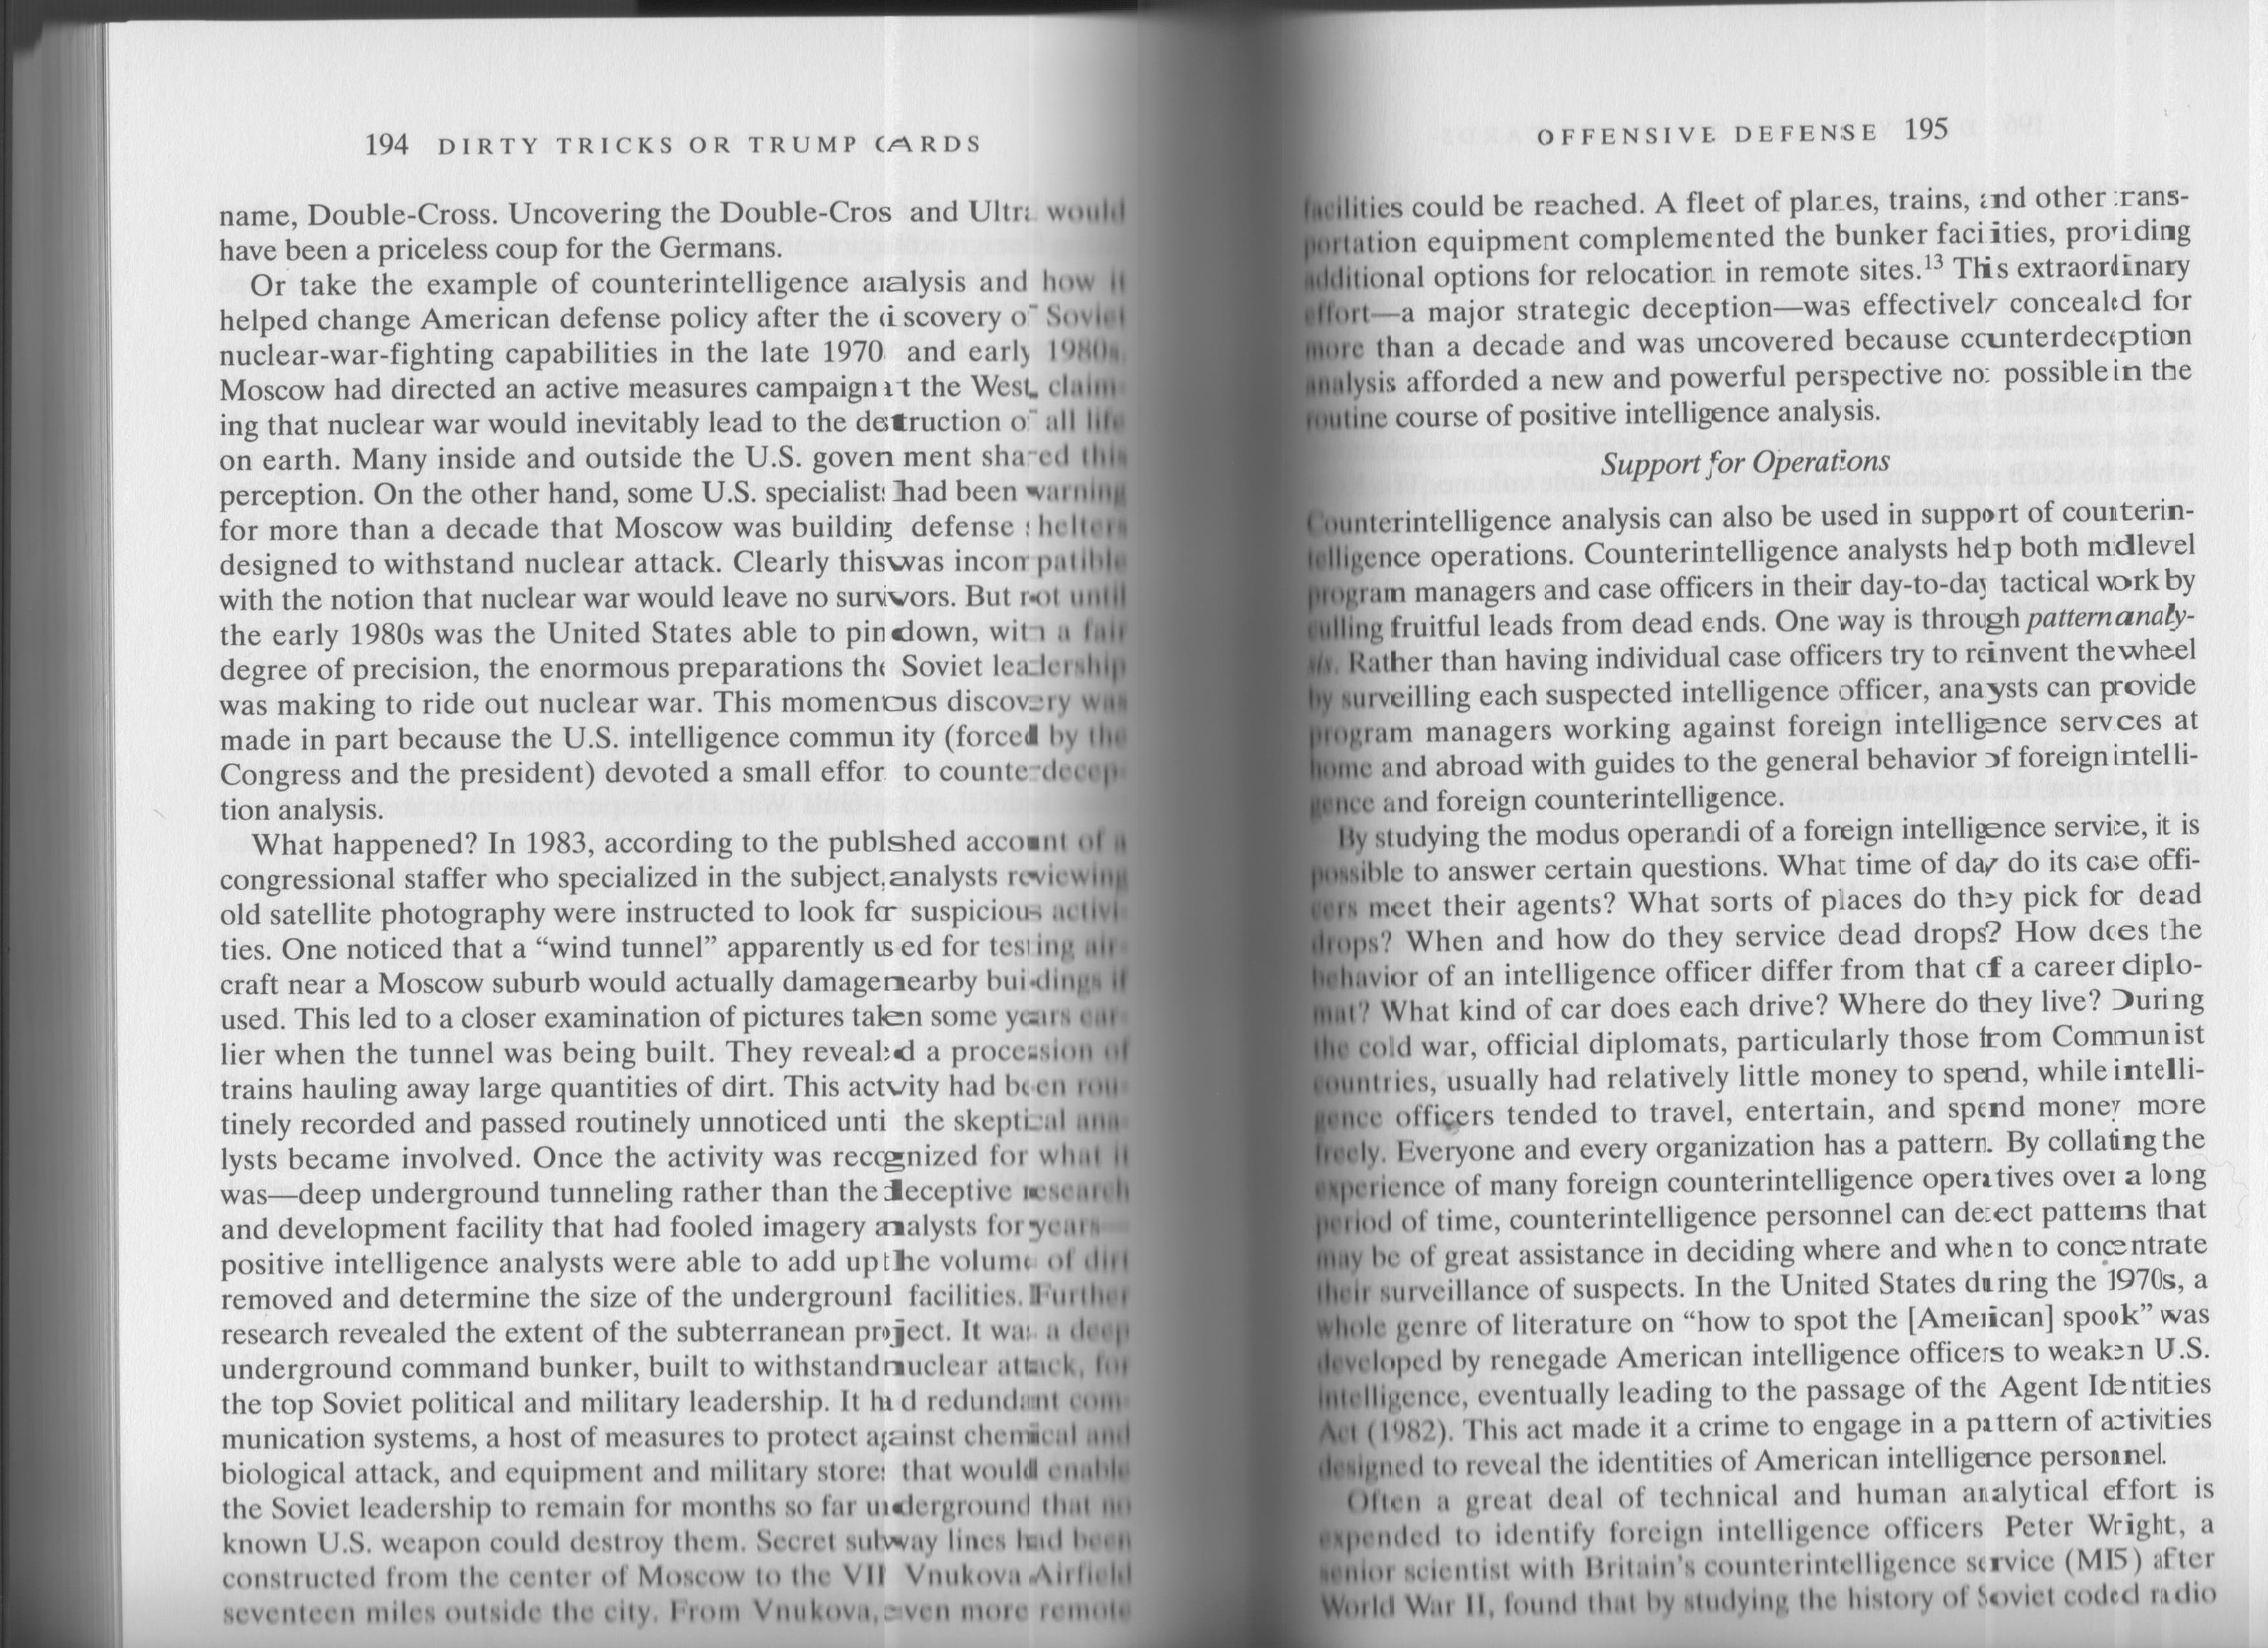 194 DIRTY TRICKS OR TRUMP CARDS
name, Double-Cross. Uncovering the Double-Cros and Ultra would
have been a priceless coup for the Germans.
Or take the example of counterintelligence analysis and how it
helped change American defense policy after the discovery of Soviet
nuclear-war-fighting capabilities in the late 1970 and early 1980s.
Moscow had directed an active measures campaign at the West, claim-
ing that nuclear war would inevitably lead to the destruction of all life
on earth. Many inside and outside the U.S. government shared this
perception. On the other hand, some U.S. specialists had been warning
for more than a decade that Moscow was building defense shelters
designed to withstand nuclear attack. Clearly this was incompatible
with the notion that nuclear war would leave no survivors. But not until
the early 1980s was the United States able to pin down, with a fair
degree of precision, the enormous preparations the Soviet leadership
was making to ride out nuclear war. This momentous discovery was
made in part because the U.S. intelligence community (forced by the
Congress and the president) devoted a small effort to counter-decep-
tion analysis.
What happened? In 1983, according to the published account of a
congressional staffer who specialized in the subject, analysts reviewing
old satellite photography were instructed to look for suspicious activi-
ties. One noticed that a “wind tunnel” apparently used for testing air-
craft near a Moscow suburb would actually damage nearby buildings if
used. This led to a closer examination of pictures taken some years ear-
lier when the tunnel was being built. They revealed a procession of
trains hauling away large quantities of dirt. This activity had been rou-
tinely recorded and passed routinely unnoticed until the skeptical ana-
lysts became involved. Once the activity was recognized for what it
was—deep underground tunneling rather than the deceptive research
and development facility that had fooled imagery analysts for years—
positive intelligence analysts were able to add up the volume of dirt
removed and determine the size of the underground facilities. Further
research revealed the extent of the subterranean project. It was a deep
underground command bunker, built to withstand nuclear attack, for
the top Soviet political and military leadership. It had redundant com-
munication systems, a host of measures to protect against chemical and
biological attack, and equipment and military stores that would enable
the Soviet leadership to remain for months so far underground that no
known U.S. weapon could destroy them. Secret subway lines had been
constructed from the center of Moscow to the VIP Vnukova Airfield
seventeen miles outside the city. From Vnukova, even more remote
OFFENSIVE DEFENSE 195
facilities could be reached. A fleet of planes, trains, and other trans-
portation equipment complemented the bunker facilities, providing
additional options for relocation in remote sites.13 This extraordinary
effort—a major strategic deception—was effectively concealed for
more than a decade and was uncovered because counterdeception
analysis afforded a new and powerful perspective not possible in the
routine course of positive intelligence analysis.
Support for Operations
Counterintelligence analysis can also be used in support of counterin-
telligence operations. Counterintelligence analysts help both midlevel
program managers and case officers in their day-to-day tactical work by
culling fruitful leads from dead ends. One way is through pattern analy-
sis. Rather than having individual case officers try to reinvent the wheel
by surveilling each suspected intelligence officer, analysts can provide
program managers working against foreign intelligence services at
home and abroad with guides to the general behavior of foreign intelli-
gence and foreign counterintelligence.
By studying the modus operandi of a foreign intelligence service, it is
possible to answer certain questions. What time of day do its case offi-
cers meet their agents? What sorts of places do they pick for dead
drops? When and how do they service dead drops? How does the
behavior of an intelligence officer differ from that of a career diplo-
mat? What kind of car does each drive? Where do they live? During
the cold war, official diplomats, particularly those from Communist
countries, usually had relatively little money to spend, while intelli-
gence officers tended to travel, entertain, and spend money more
freely. Everyone and every organization has a pattern. By collating the
experience of many foreign counterintelligence operatives over a long
period of time, counterintelligence personnel can detect patterns that
may be of great assistance in deciding where and when to concentrate
their surveillance of suspects. In the United States during the 1970s, a
whole genre of literature on “how to spot the [American] spook” was
developed by renegade American intelligence officers to weaken U.S.
intelligence, eventually leading to the passage of the Agent Identities
Act (1982). This act made it a crime to engage in a pattern of activities
designed to reveal the identities of American intelligence personnel.
Often a great deal of technical and human analytical effort is
expended to identify foreign intelligence officers Peter Wright, a
senior scientist with Britain's counterintelligence service (MI5) after
World War II, found that by studying the history of Soviet coded radio